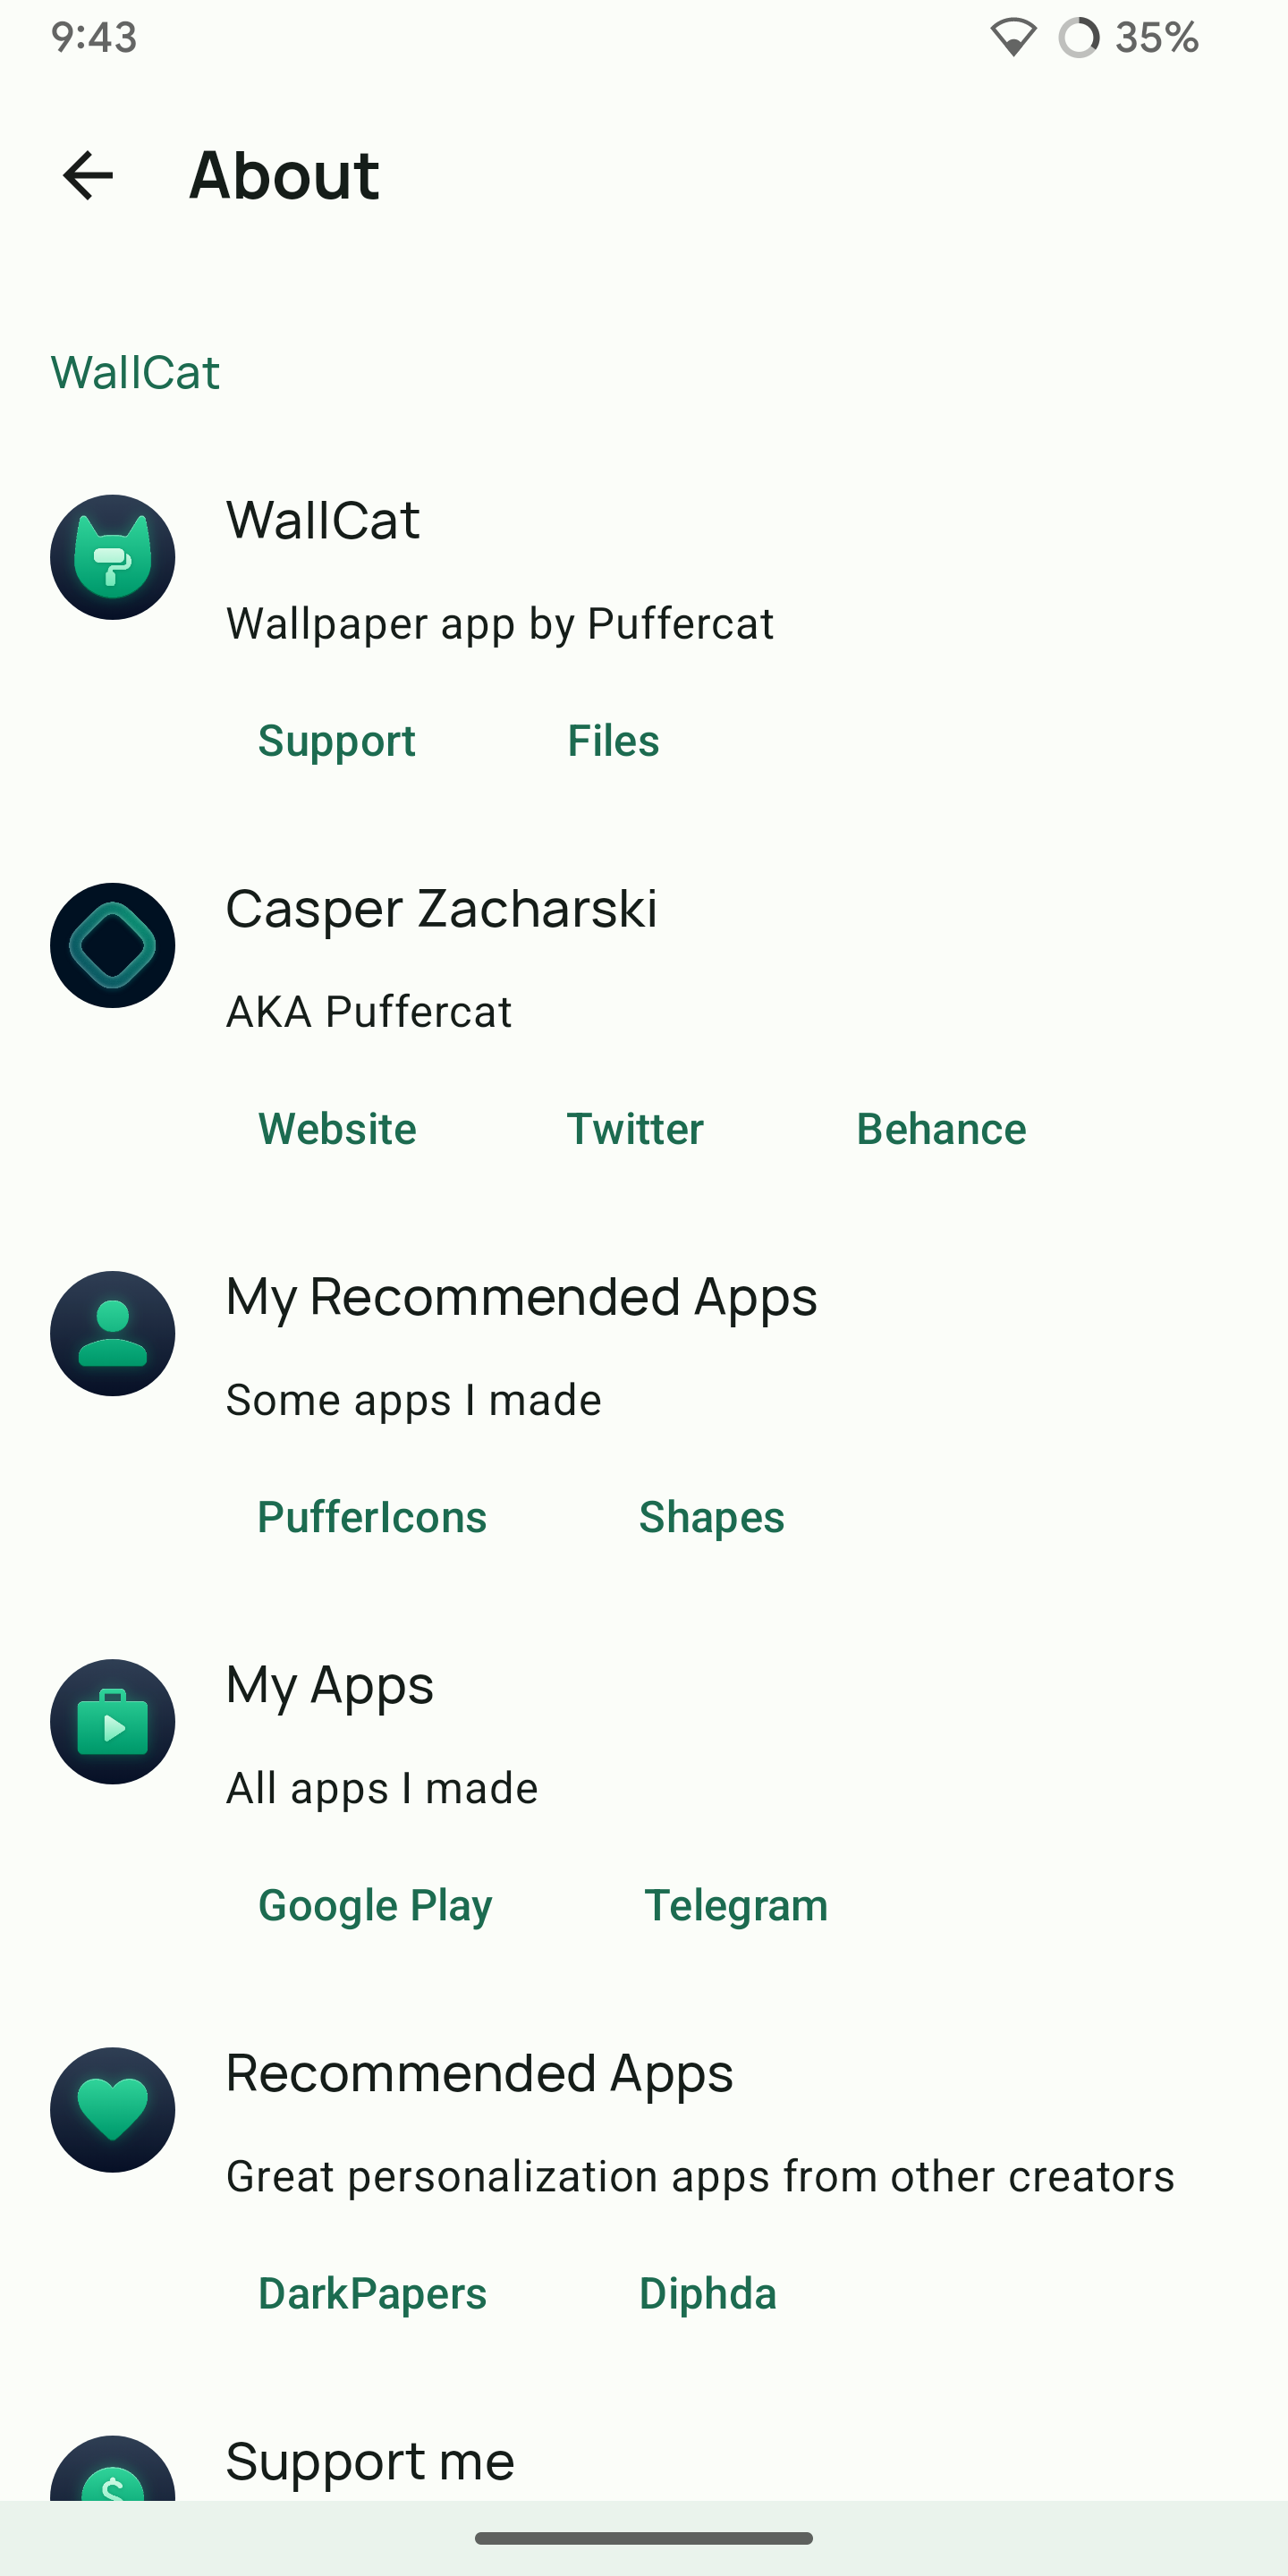 9:43 35%
About
WallCat
WallCat
Wallpaper app by Puffercat
Support Files
Casper Zacharski
AKA Puffercat
Website Twitter Behance
My Recommended Apps
Some apps I made
PufferIcons Shapes
My Apps
All apps I made
Google Play Telegram
Recommended Apps
Great personalization apps from other creators
DarkPapers Diphda
Support me
$